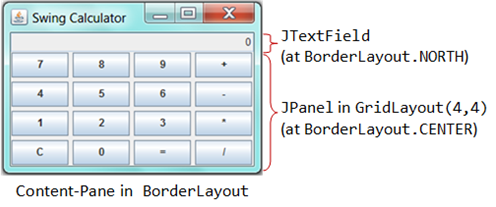 Swing Calculator
0
7 8 9 +
4 5 6 -
1 2 3 *
C 0 = /
JTextField
(at BorderLayout.NORTH)
JPanel in GridLayout(4,4)
(at BorderLayout.CENTER)
Content-Pane in BorderLayout